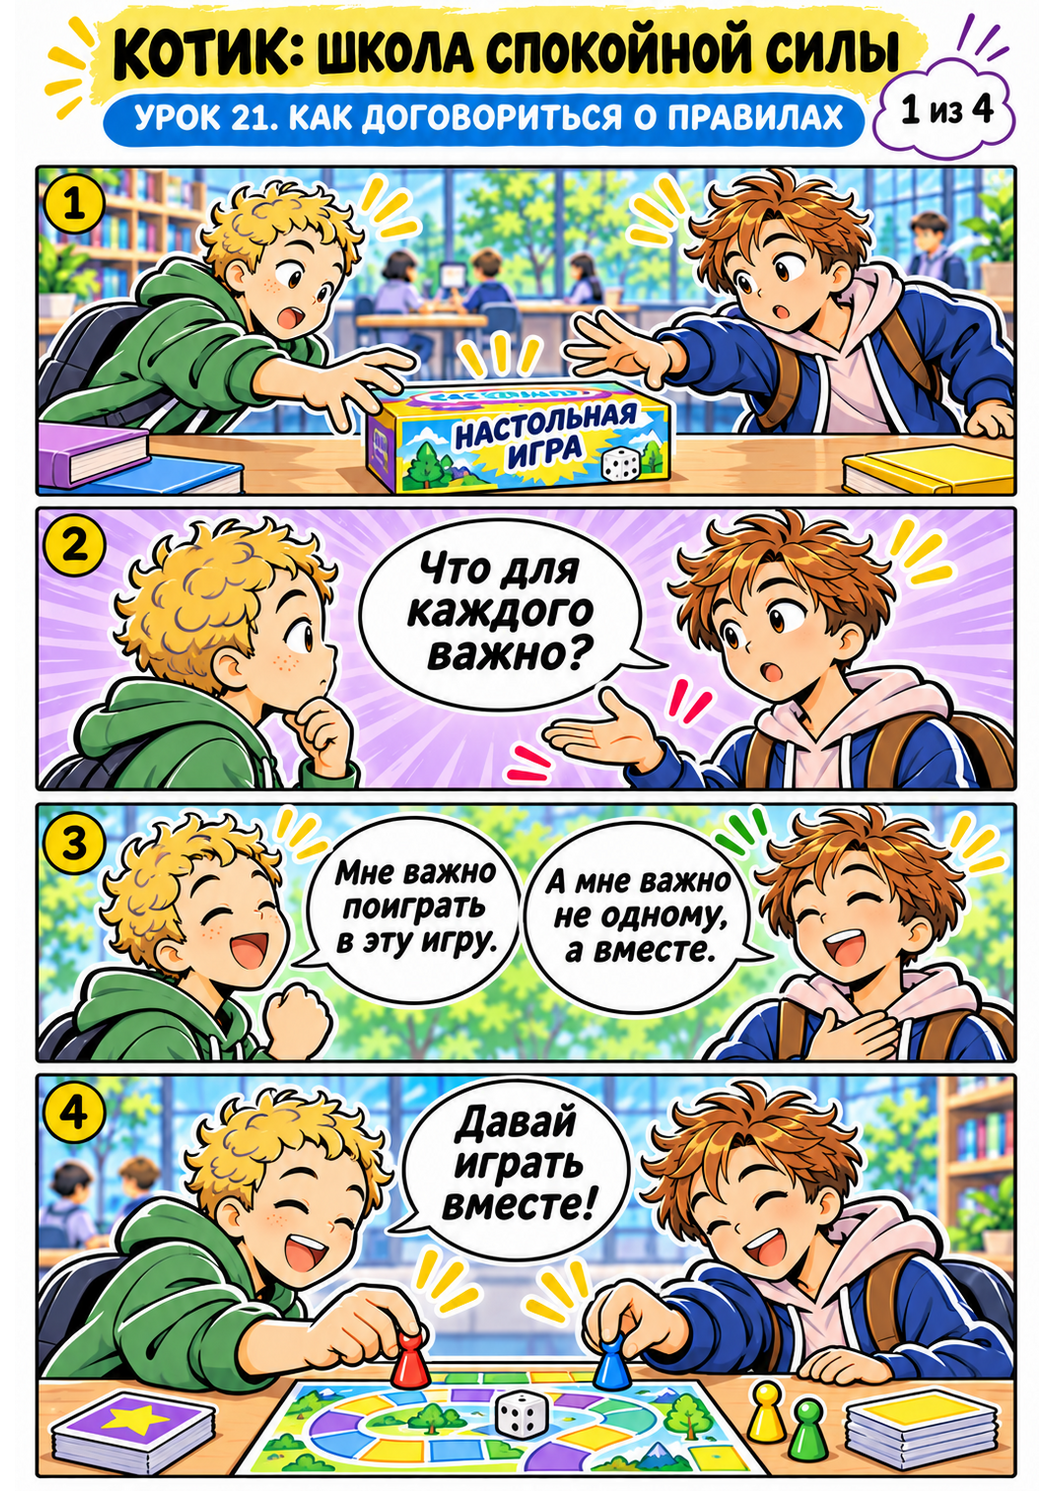 КОТИК: ШКОЛА СПОКОЙНОЙ СИЛЫ
УРОК 21. КАК ДОГОВОРИТЬСЯ О ПРАВИЛАХ
1 из 4
1
НАСТОЛЬНАЯ
ИГРА
2
Что для
каждого
важно?
3
Мне важно
поиграть
в эту игру.
А мне важно
не одному,
а вместе.
4
Давай
играть
вместе!